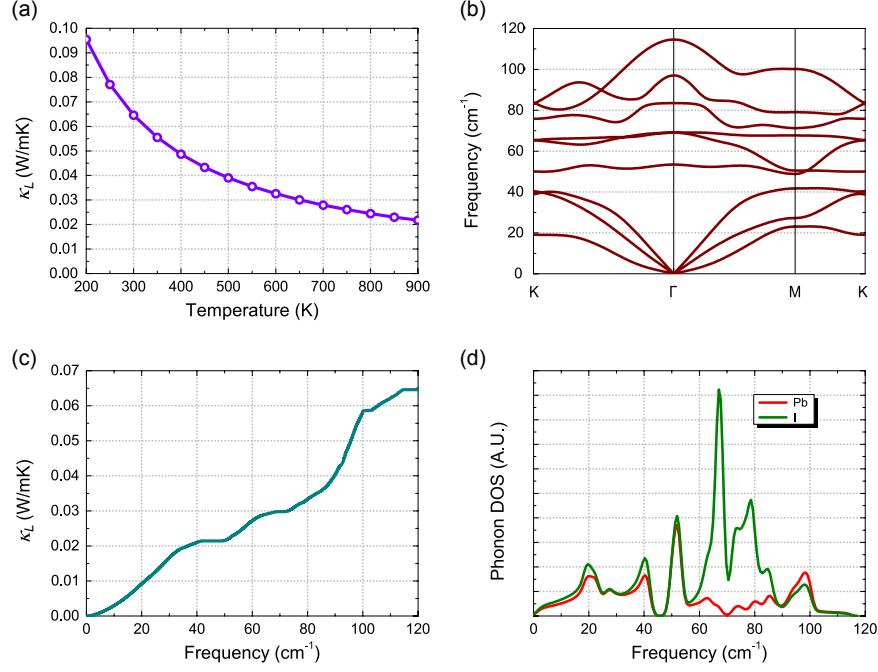 (a)
0.10
0.09
0.08
0.07
0.06
0.05
0.04
0.03
0.02
0.01
0.00
κL (W/mK)
200 300 400 500 600 700 800 900
Temperature (K)
(b)
120
100
80
60
40
20
0
Frequency (cm-1)
K Γ M K
(c)
0.07
0.06
0.05
0.04
0.03
0.02
0.01
0.00
κL (W/mK)
0 20 40 60 80 100 120
Frequency (cm-1)
(d)
Phonon DOS (A.U.)
Pb
I
0 20 40 60 80 100 120
Frequency (cm-1)